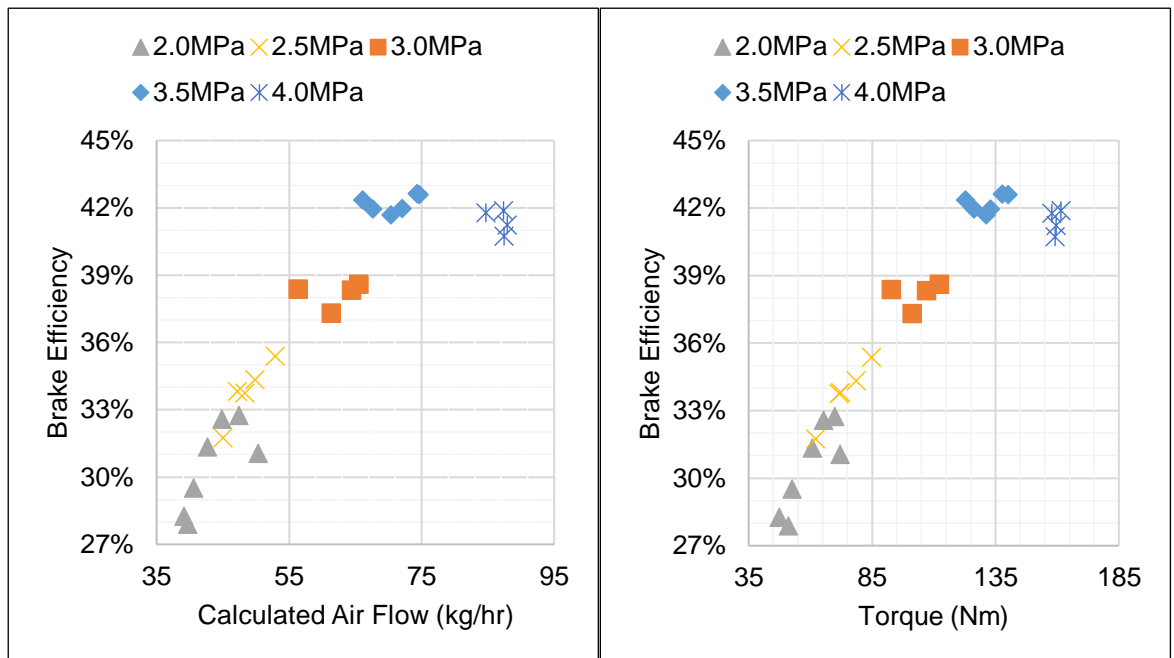 2.0MPa 2.5MPa 3.0MPa
3.5MPa 4.0MPa
45%
42%
39%
36%
33%
30%
27%
Brake Efficiency
35 55 75 95
Calculated Air Flow (kg/hr)
2.0MPa 2.5MPa 3.0MPa
3.5MPa 4.0MPa
45%
42%
39%
36%
33%
30%
27%
Brake Efficiency
35 85 135 185
Torque (Nm)